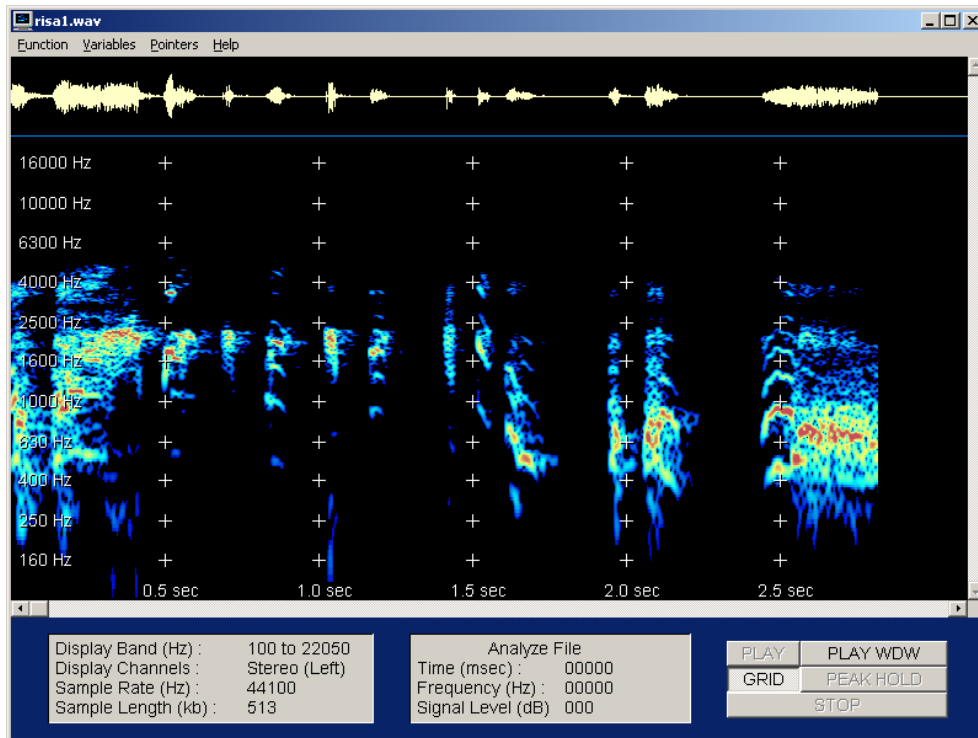 risa1.wav
Function Variables Pointers Help
16000 Hz
10000 Hz
6300 Hz
4000 Hz
2500 Hz
1600 Hz
1000 Hz
630 Hz
400 Hz
250 Hz
160 Hz
0.5 sec 1.0 sec 1.5 sec 2.0 sec 2.5 sec
Display Band (Hz) : 100 to 22050
Display Channels : Stereo (Left)
Sample Rate (Hz) : 44100
Sample Length (kb) : 513
Analyze File
Time (msec) : 00000
Frequency (Hz) : 00000
Signal Level (dB) 000
PLAY PLAY WDW
GRID PEAK HOLD
STOP